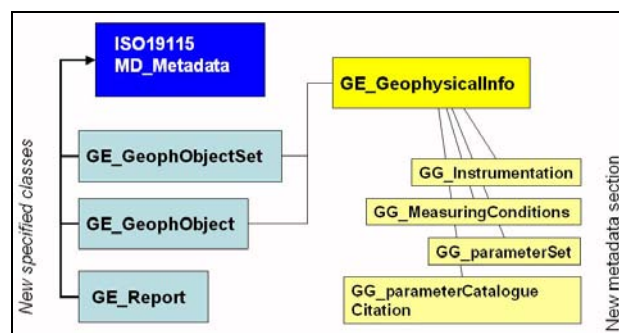 ISO19115
MD_Metadata
GE_GeophysicalInfo
GE_GeophObjectSet
GE_GeophObject
GE_Report
New specified classes
GG_Instrumentation
GG_MeasuringConditions
GG_parameterSet
GG_parameterCatalogue
Citation
New metadata section